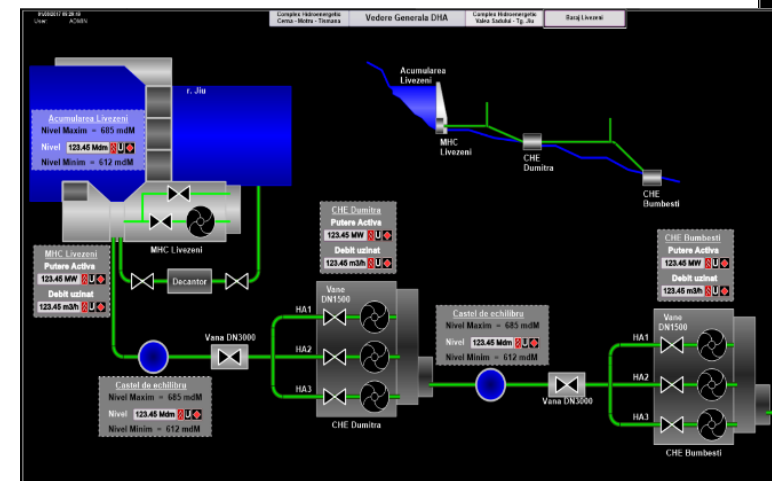 User: ADMIN
Complex Hidroenergetic
Cerna - Motru - Tismana
Vedere Generala DHA
Complex Hidroenergetic
Valea Sadului - Tg. Jiu
Baraj Livezeni
r. Jiu
Acumularea Livezeni
Nivel Maxim = 685 mdM
Nivel 123.45 Mdm S U
Nivel Minim = 612 mdM
Acumularea
Livezeni
MHC
Livezeni
CHE
Dumitra
CHE
Bumbesti
MHC Livezeni
MHC Livezeni
Putere Activa
123.45 MW S U
Debit uzinat
123.45 m3/h S U
Decantor
CHE Dumitra
Putere Activa
123.45 MW S U
Debit uzinat
123.45 m3/h S U
CHE Bumbesti
Putere Activa
123.45 MW S U
Debit uzinat
123.45 m3/h S U
Vana DN3000
Castel de echilibru
Nivel Maxim = 685 mdM
Nivel 123.45 Mdm S U
Nivel Minim = 612 mdM
Vane
DN1500
HA1
HA2
HA3
CHE Dumitra
Castel de echilibru
Nivel Maxim = 685 mdM
Nivel 123.45 Mdm S U
Nivel Minim = 612 mdM
Vana DN3000
Vane
DN1500
HA1
HA2
HA3
CHE Bumbesti